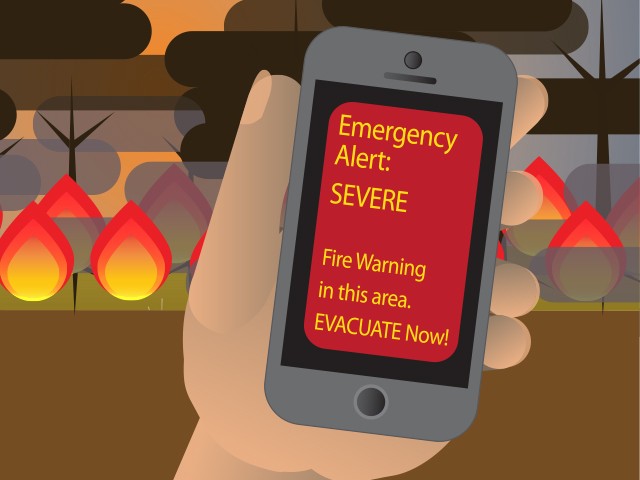 Emergency
Alert:
SEVERE
Fire Warning
in this area.
EVACUATE Now!